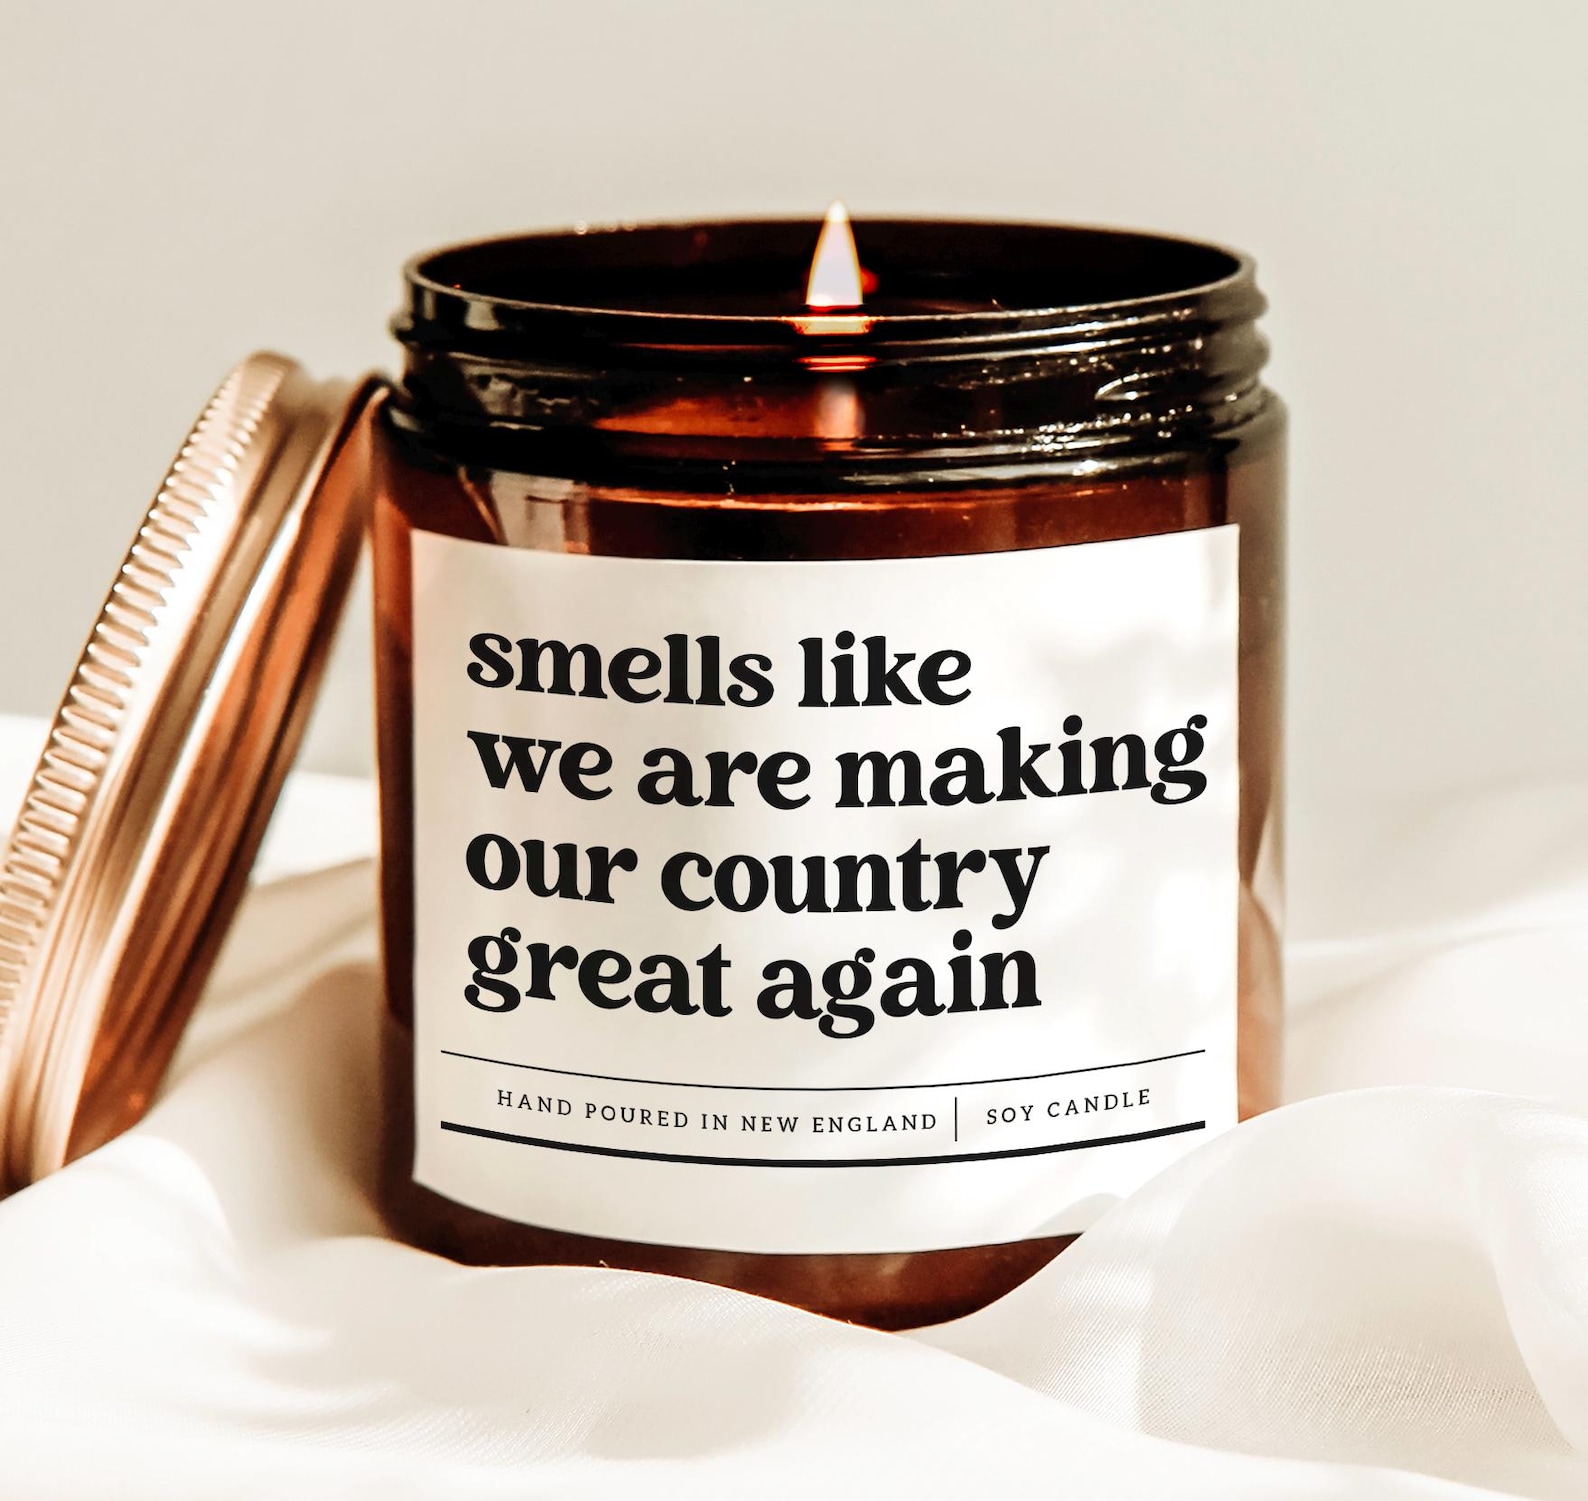 smells like
we are making
our country
great again
HAND POURED IN NEW ENGLAND | SOY CANDLE